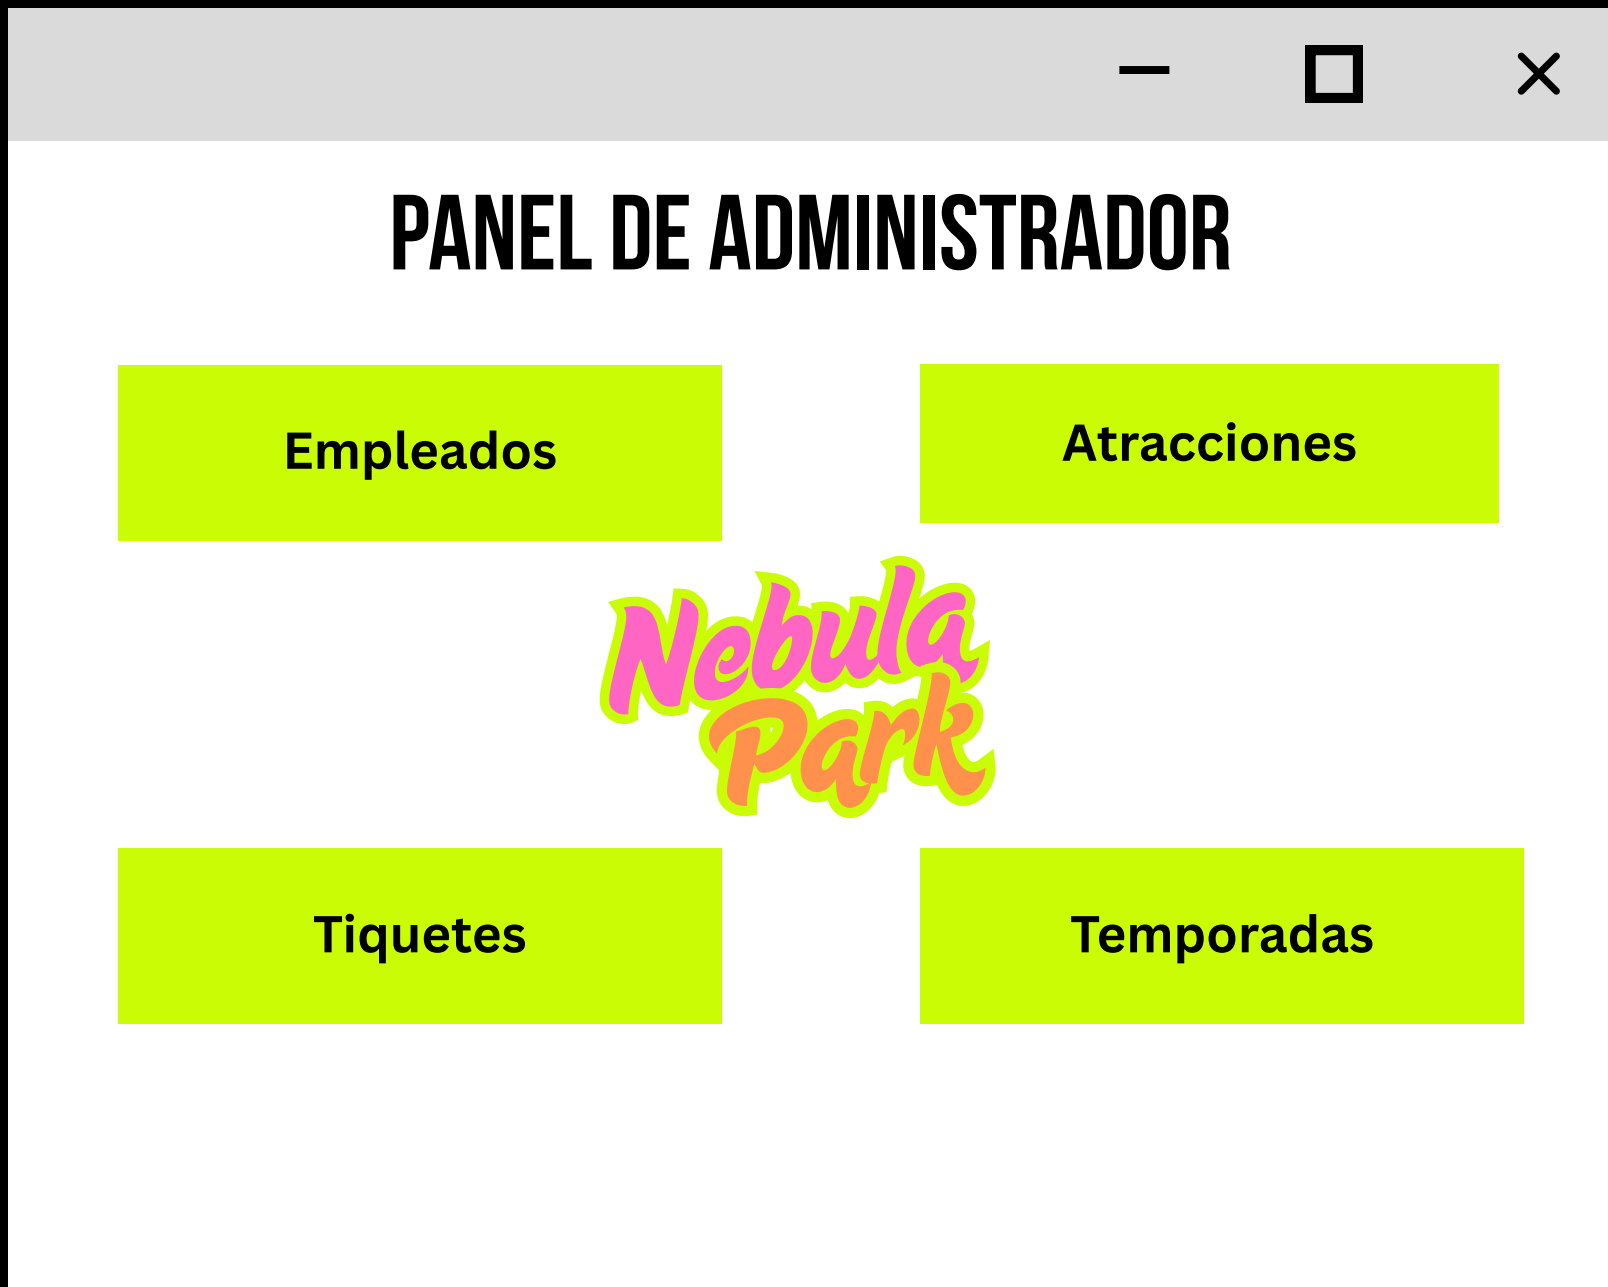 PANEL DE ADMINISTRADOR
Empleados
Atracciones
Nebula
Park
Tiquetes
Temporadas